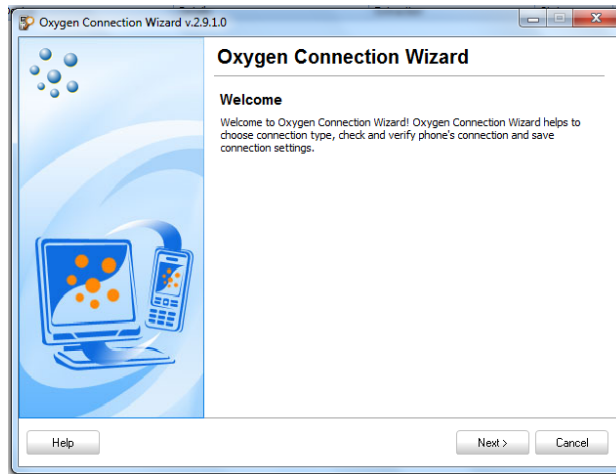 Oxygen Connection Wizard v.2.9.1.0
Oxygen Connection Wizard
Welcome
Welcome to Oxygen Connection Wizard! Oxygen Connection Wizard helps to
choose connection type, check and verify phone's connection and save
connection settings.
Help
Next >
Cancel